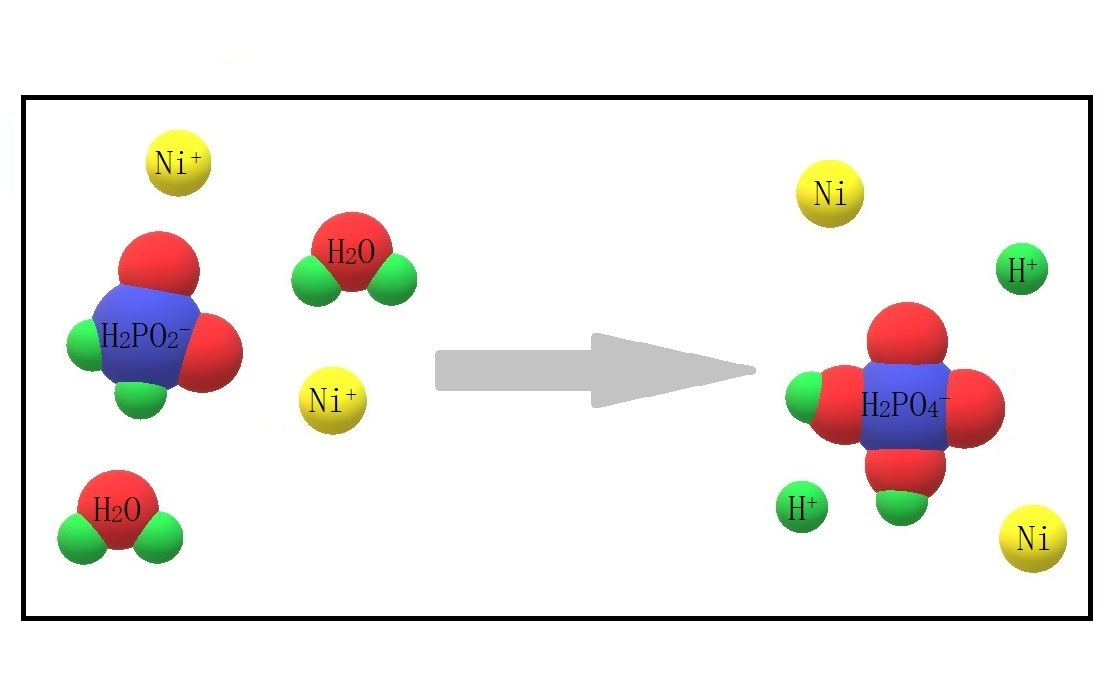 Ni⁺
H₂O
H₂PO₂⁻
Ni⁺
H₂O
Ni
H⁺
H₂PO₄⁻
H⁺
Ni